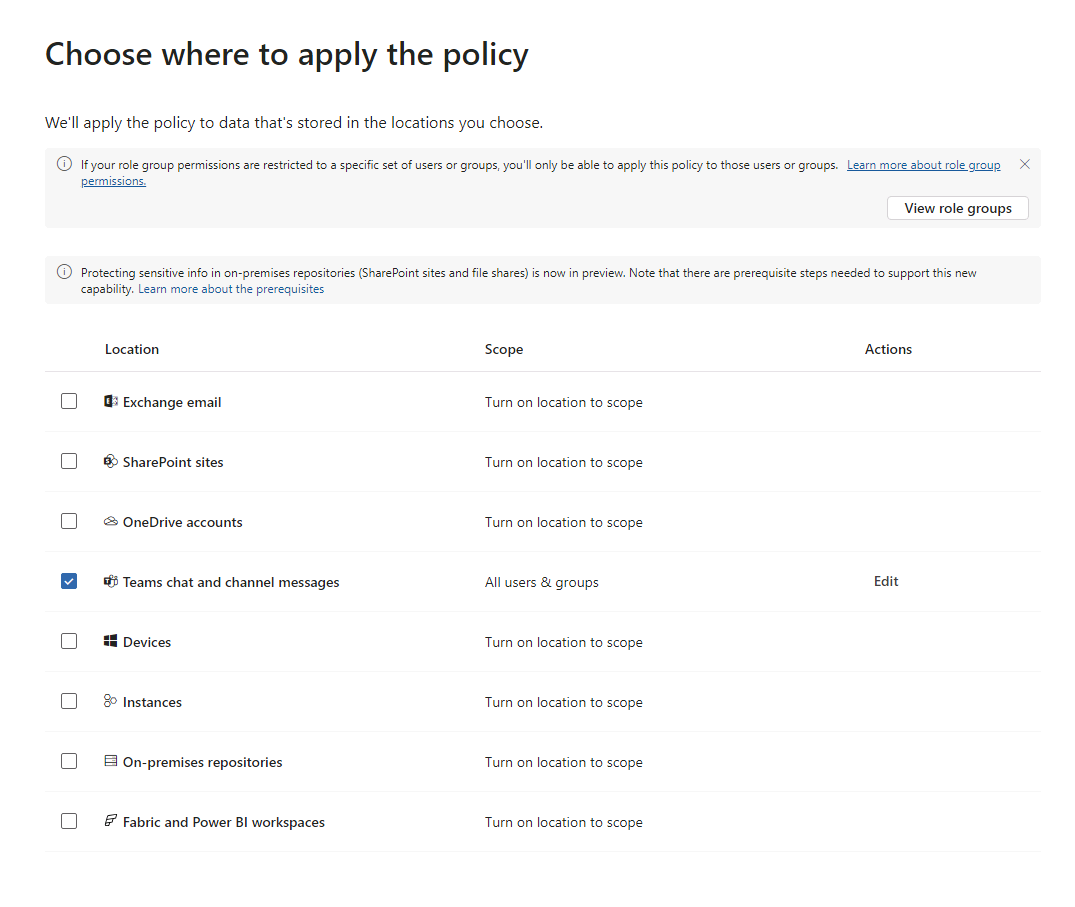 Choose where to apply the policy
We'll apply the policy to data that's stored in the locations you choose.
If your role group permissions are restricted to a specific set of users or groups, you'll only be able to apply this policy to those users or groups. Learn more about role group
permissions.
View role groups
Protecting sensitive info in on-premises repositories (SharePoint sites and file shares) is now in preview. Note that there are prerequisite steps needed to support this new
capability. Learn more about the prerequisites
Location Scope Actions
Exchange email Turn on location to scope
SharePoint sites Turn on location to scope
OneDrive accounts Turn on location to scope
Teams chat and channel messages All users & groups Edit
Devices Turn on location to scope
Instances Turn on location to scope
On-premises repositories Turn on location to scope
Fabric and Power BI workspaces Turn on location to scope